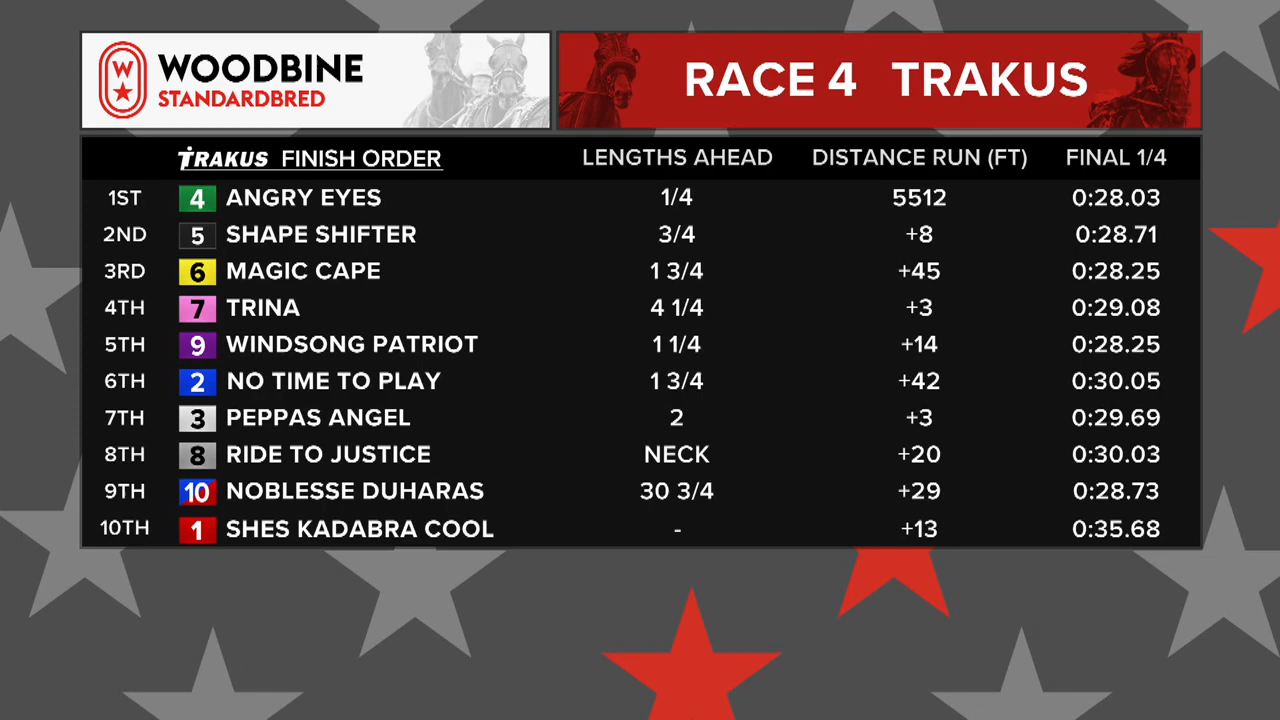 W
WOODBINE
STANDARDBRED
RACE 4 TRAKUS
TRAKUS FINISH ORDER LENGTHS AHEAD DISTANCE RUN (FT) FINAL 1/4
1ST 4 ANGRY EYES 1/4 5512 0:28.03
2ND 5 SHAPE SHIFTER 3/4 +8 0:28.71
3RD 6 MAGIC CAPE 1 3/4 +45 0:28.25
4TH 7 TRINA 4 1/4 +3 0:29.08
5TH 9 WINDSONG PATRIOT 1 1/4 +14 0:28.25
6TH 2 NO TIME TO PLAY 1 3/4 +42 0:30.05
7TH 3 PEPPAS ANGEL 2 +3 0:29.69
8TH 8 RIDE TO JUSTICE NECK +20 0:30.03
9TH 10 NOBLESSE DUHARAS 30 3/4 +29 0:28.73
10TH 1 SHES KADABRA COOL - +13 0:35.68